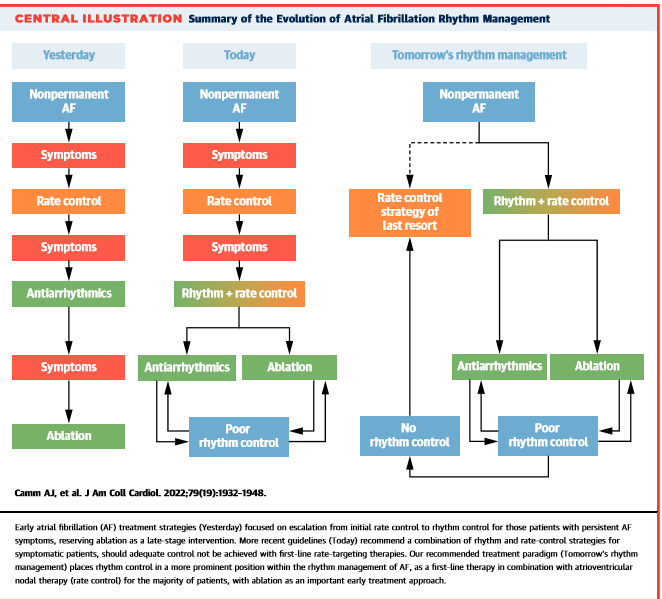 CENTRAL ILLUSTRATION Summary of the Evolution of Atrial Fibrillation Rhythm Management
Yesterday
Nonpermanent
AF
Symptoms
Rate control
Symptoms
Antiarrhythmics
Symptoms
Ablation
Today
Nonpermanent
AF
Symptoms
Rate control
Symptoms
Rhythm + rate control
Antiarrhythmics
Ablation
Poor
rhythm control
Tomorrow's rhythm management
Nonpermanent
AF
Rate control
strategy of
last resort
Rhythm + rate control
Antiarrhythmics
Ablation
No
rhythm control
Poor
rhythm control
Camm AJ, et al. J Am Coll Cardiol. 2022;79(19):1932–1948.
Early atrial fibrillation (AF) treatment strategies (Yesterday) focused on escalation from initial rate control to rhythm control for those patients with persistent AF
symptoms, reserving ablation as a late-stage intervention. More recent guidelines (Today) recommend a combination of rhythm and rate-control strategies for
symptomatic patients, should adequate control not be achieved with first-line rate-targeting therapies. Our recommended treatment paradigm (Tomorrow's rhythm
management) places rhythm control in a more prominent position within the rhythm management of AF, as a first-line therapy in combination with atrioventricular
nodal therapy (rate control) for the majority of patients, with ablation as an important early treatment approach.